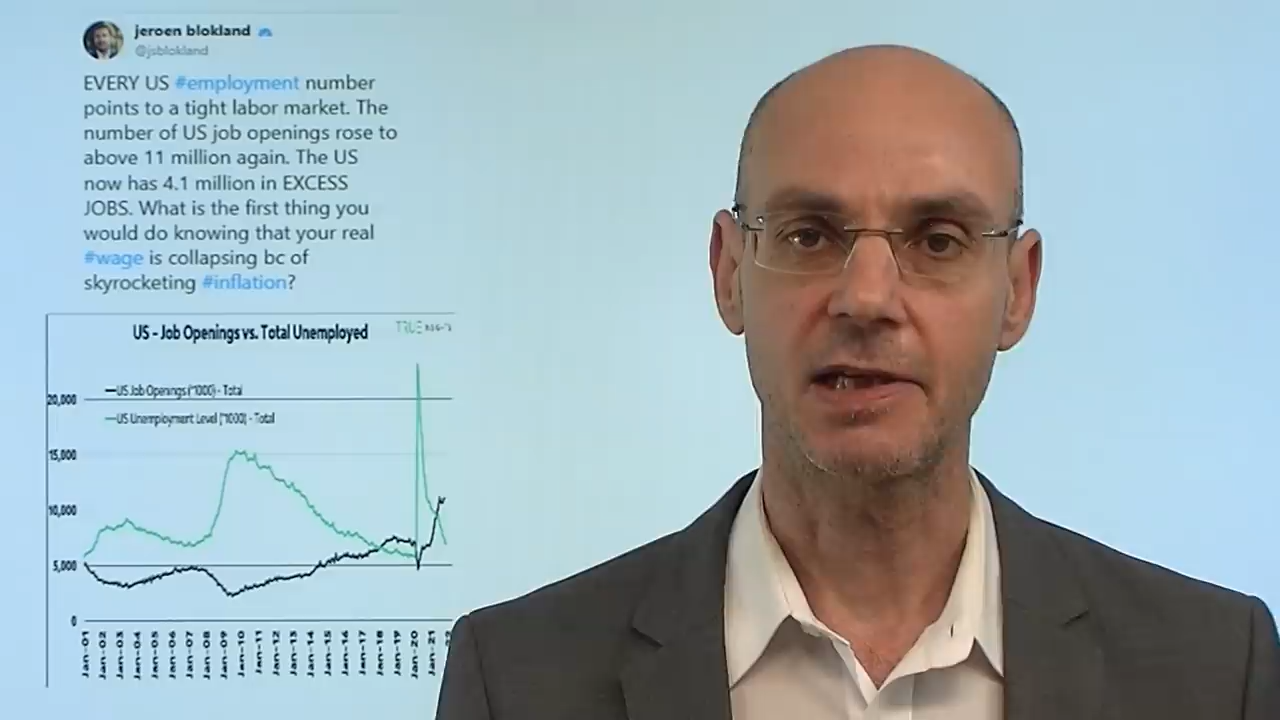 jeroen blokland
@jsblokland
EVERY US #employment number
points to a tight labor market. The
number of US job openings rose to
above 11 million again. The US
now has 4.1 million in EXCESS
JOBS. What is the first thing you
would do knowing that your real
#wage is collapsing bc of
skyrocketing #inflation?
US - Job Openings vs. Total Unemployed
TRUE
US Job Openings (*1000) - Total
20,000
US Unemployment Level (*1000) - Total
15,000
10,000
5,000
0
Jan-01 Jan-02 Jan-03 Jan-04 Jan-05 Jan-06 Jan-07 Jan-08 Jan-09 Jan-10 Jan-11 Jan-12 Jan-13 Jan-14 Jan-15 Jan-16 Jan-17 Jan-18 Jan-19 Jan-20 Jan-21